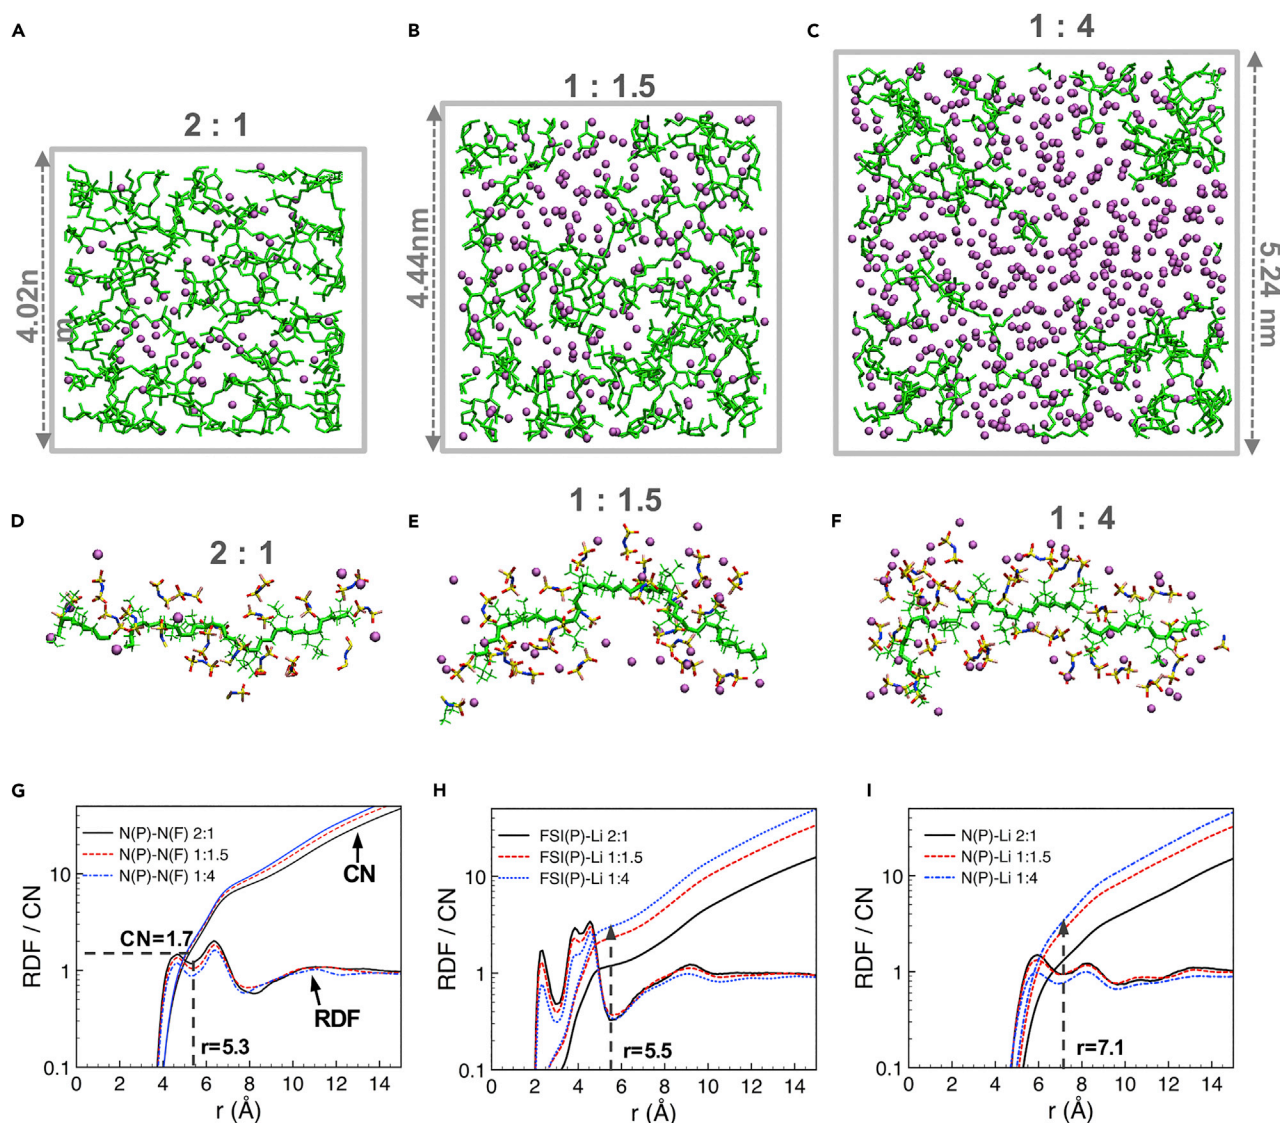 A
B
C
2 : 1
1 : 1.5
1 : 4
4.02n
m
4.44nm
5.24 nm
D
E
F
2 : 1
1 : 1.5
1 : 4
G
H
I
RDF / CN
10
1
0.1
N(P)-N(F) 2:1
N(P)-N(F) 1:1.5
N(P)-N(F) 1:4
CN
CN=1.7
RDF
r=5.3
0 2 4 6 8 10 12 14
r (Å)
RDF / CN
10
1
0.1
FSI(P)-Li 2:1
FSI(P)-Li 1:1.5
FSI(P)-Li 1:4
r=5.5
0 2 4 6 8 10 12 14
r (Å)
RDF / CN
10
1
0.1
N(P)-Li 2:1
N(P)-Li 1:1.5
N(P)-Li 1:4
r=7.1
0 2 4 6 8 10 12 14
r (Å)